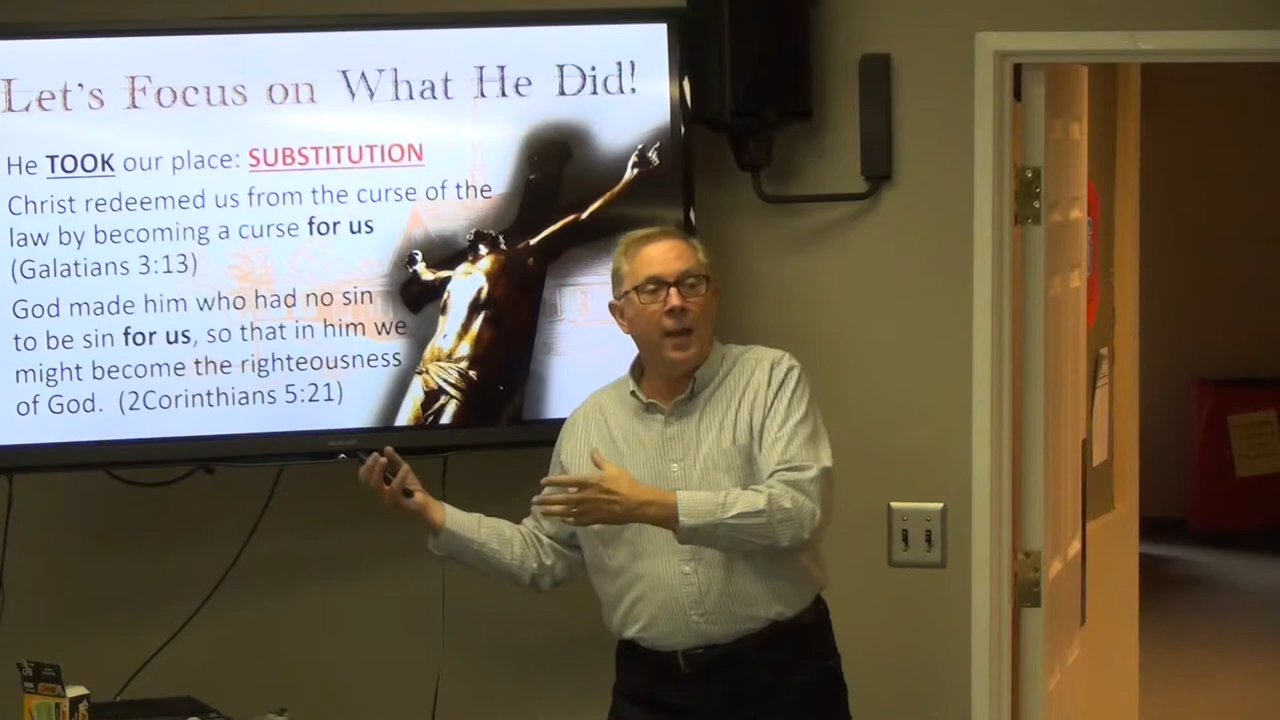 Let's Focus on What He Did!
He TOOK our place: SUBSTITUTION
Christ redeemed us from the curse of the
law by becoming a curse for us
(Galatians 3:13)
God made him who had no sin
to be sin for us, so that in him we
might become the righteousness
of God. (2Corinthians 5:21)